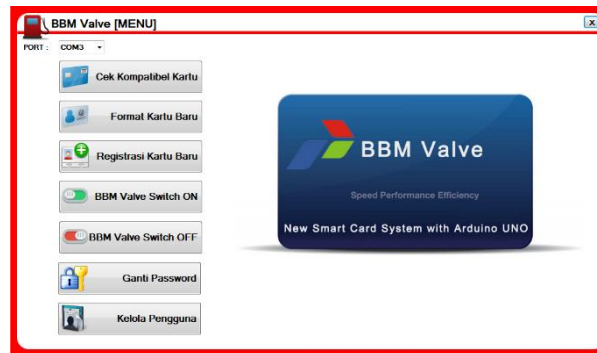 BBM Valve [MENU]
x
PORT : COM3
Cek Kompatibel Kartu
Format Kartu Baru
Registrasi Kartu Baru
BBM Valve Switch ON
BBM Valve Switch OFF
Ganti Password
Kelola Pengguna
BBM Valve
Speed Performance Efficiency
New Smart Card System with Arduino UNO